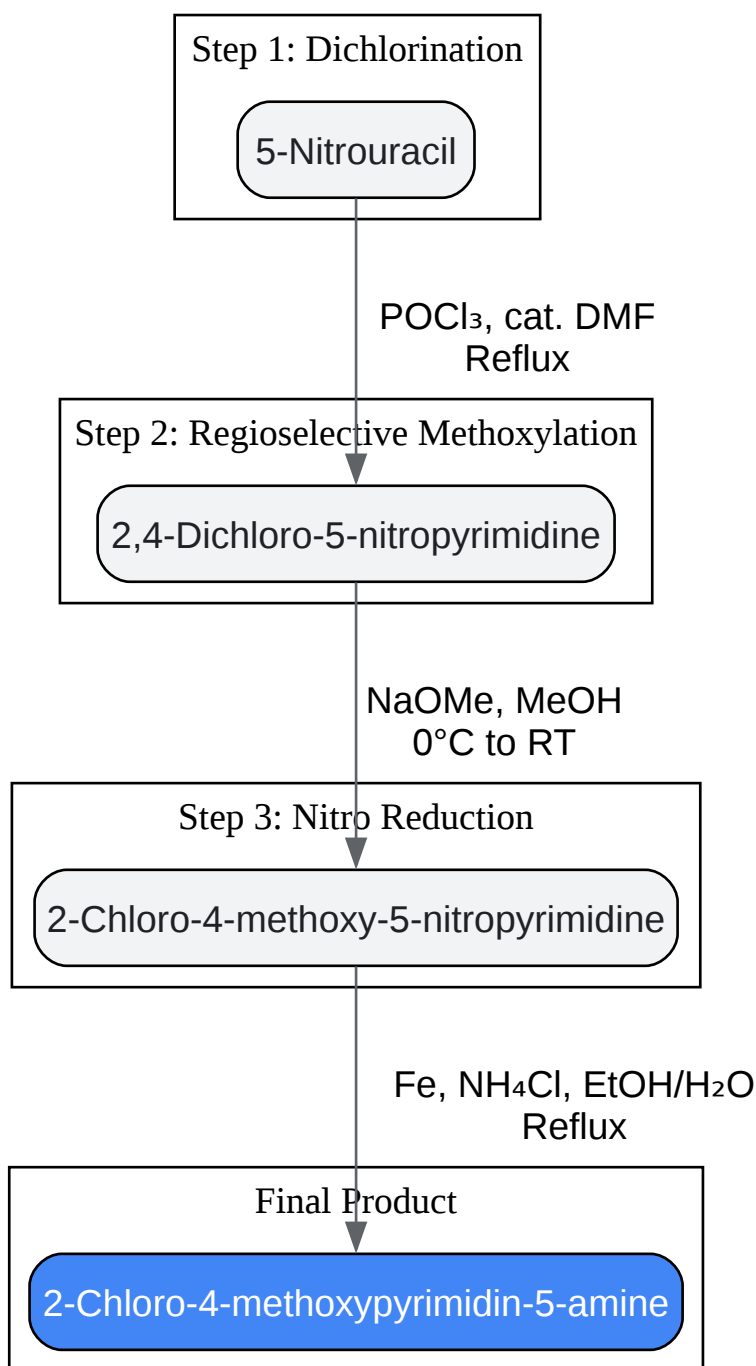 Step 1: Dichlorination
5-Nitrouracil
POCl₃, cat. DMF
Reflux
Step 2: Regioselective Methoxylation
2,4-Dichloro-5-nitropyrimidine
NaOMe, MeOH
0°C to RT
Step 3: Nitro Reduction
2-Chloro-4-methoxy-5-nitropyrimidine
Fe, NH₄Cl, EtOH/H₂O
Reflux
Final Product
2-Chloro-4-methoxypyrimidin-5-amine